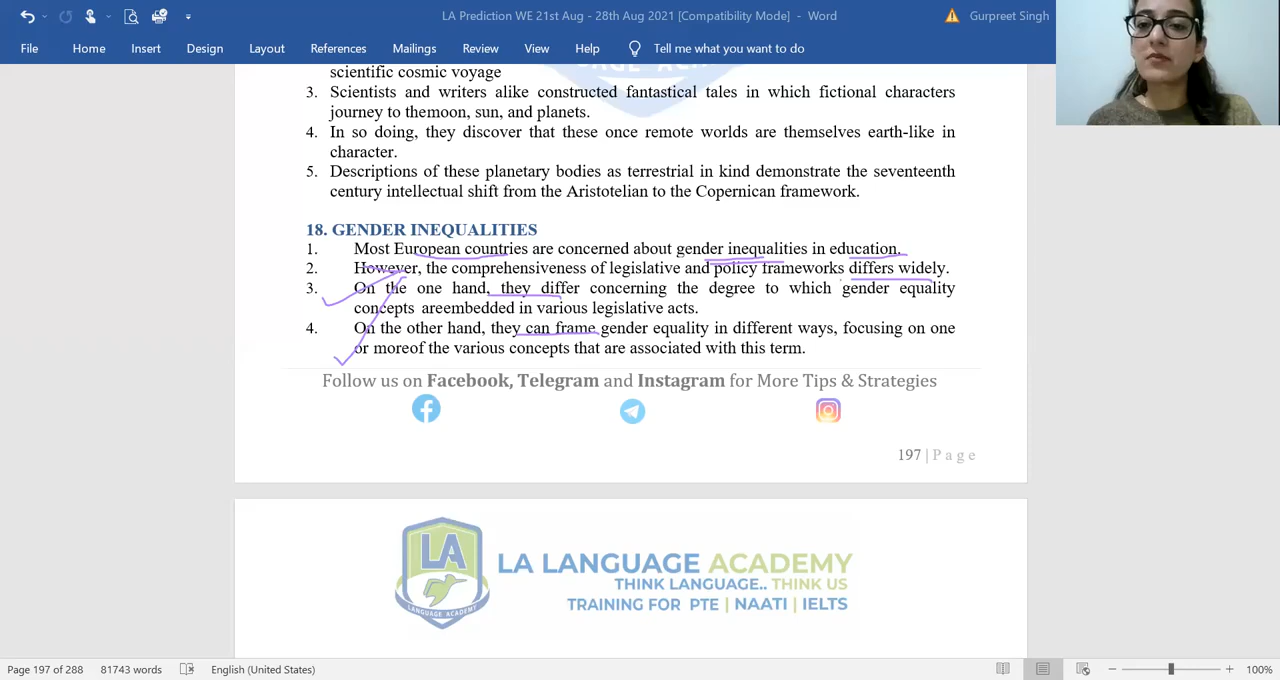 LA Prediction WE 21st Aug - 28th Aug 2021 [Compatibility Mode] - Word
Gurpreet Singh
File Home Insert Design Layout References Mailings Review View Help Tell me what you want to do
scientific cosmic voyage
3. Scientists and writers alike constructed fantastical tales in which fictional characters
journey to themoon, sun, and planets.
4. In so doing, they discover that these once remote worlds are themselves earth-like in
character.
5. Descriptions of these planetary bodies as terrestrial in kind demonstrate the seventeenth
century intellectual shift from the Aristotelian to the Copernican framework.
18. GENDER INEQUALITIES
1. Most European countries are concerned about gender inequalities in education.
2. However, the comprehensiveness of legislative and policy frameworks differs widely.
3. On the one hand, they differ concerning the degree to which gender equality
concepts areembedded in various legislative acts.
4. On the other hand, they can frame gender equality in different ways, focusing on one
or moreof the various concepts that are associated with this term.
Follow us on Facebook, Telegram and Instagram for More Tips & Strategies
197 | Page
LA
LANGUAGE ACADEMY
LA LANGUAGE ACADEMY
THINK LANGUAGE.. THINK US
TRAINING FOR PTE | NAATI | IELTS
Page 197 of 288 81743 words English (United States) 100%